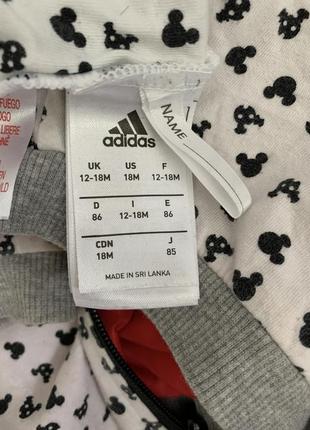 FUEGO
LIBERE
adidas
NAME
UK US F
12-18M 18M 12-18M
D I E
86 12-18M 86
CDN J
18M 85
MADE IN SRI LANKA